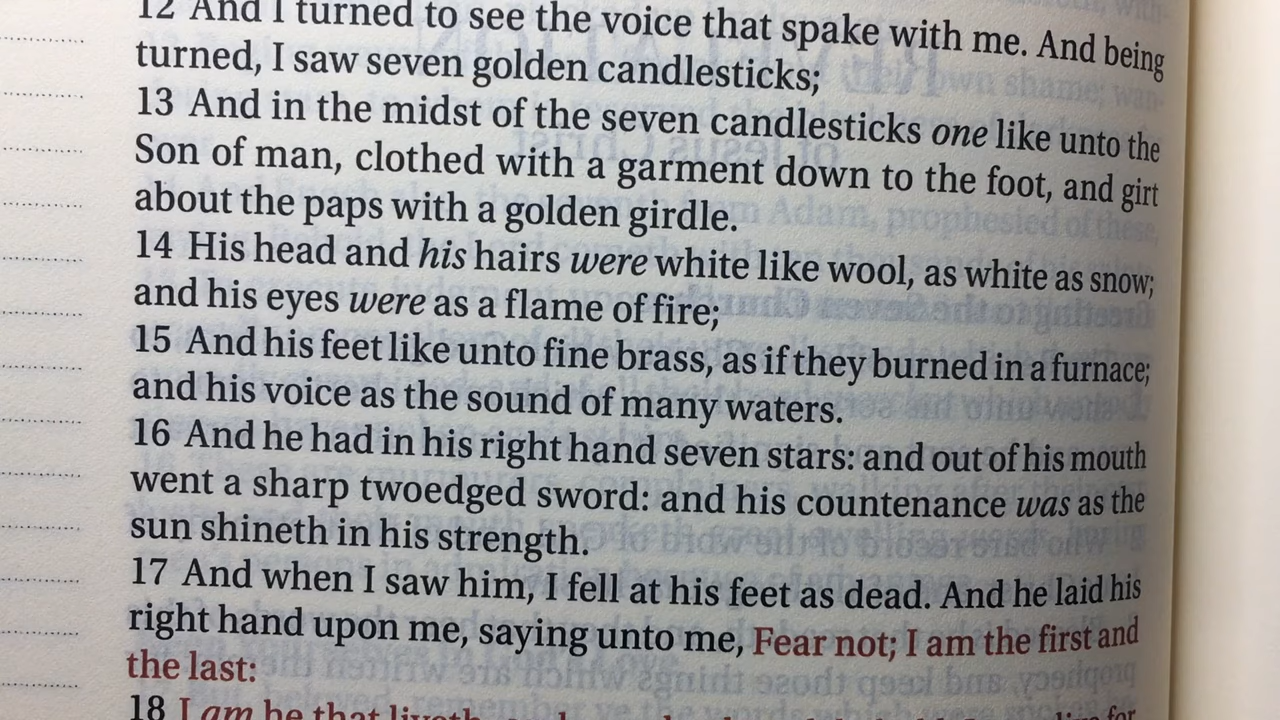 12 And I turned to see the voice that spake with me. And being
turned, I saw seven golden candlesticks;
13 And in the midst of the seven candlesticks one like unto the
Son of man, clothed with a garment down to the foot, and girt
about the paps with a golden girdle.
14 His head and his hairs were white like wool, as white as snow;
and his eyes were as a flame of fire;
15 And his feet like unto fine brass, as if they burned in a furnace;
and his voice as the sound of many waters.
16 And he had in his right hand seven stars: and out of his mouth
went a sharp twoedged sword: and his countenance was as the
sun shineth in his strength.
17 And when I saw him, I fell at his feet as dead. And he laid his
right hand upon me, saying unto me, Fear not; I am the first and
the last:
18 I am he that liveth for